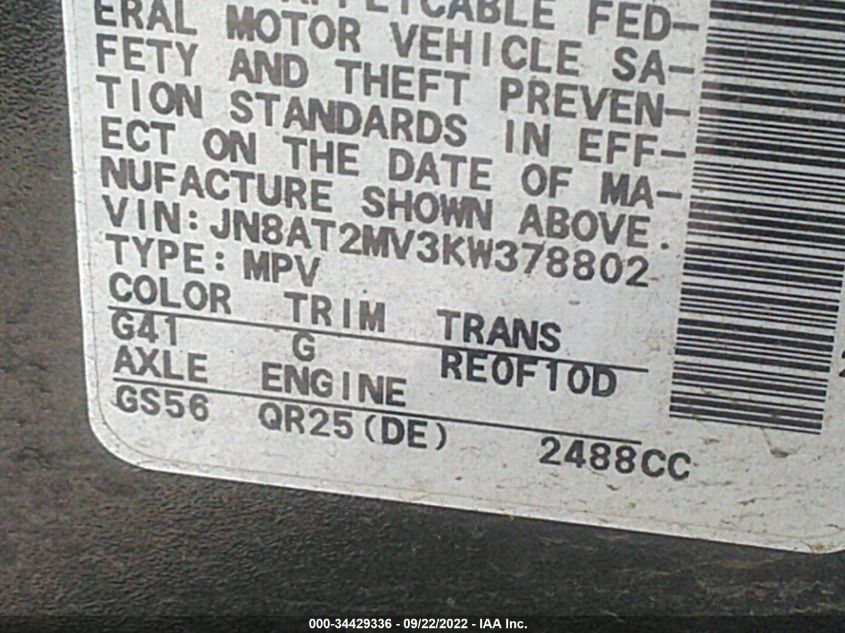 APPLICABLE FED-
ERAL MOTOR VEHICLE SA-
FETY AND THEFT PREVEN-
TION STANDARDS IN EFF-
ECT ON THE DATE OF MA-
NUFACTURE SHOWN ABOVE.
VIN:JN8AT2MV3KW378802
TYPE:MPV
COLOR TRIM TRANS
G41 G RE0F10D
AXLE ENGINE
GS56 QR25(DE) 2488CC
000-34429336 - 09/22/2022 - IAA Inc.